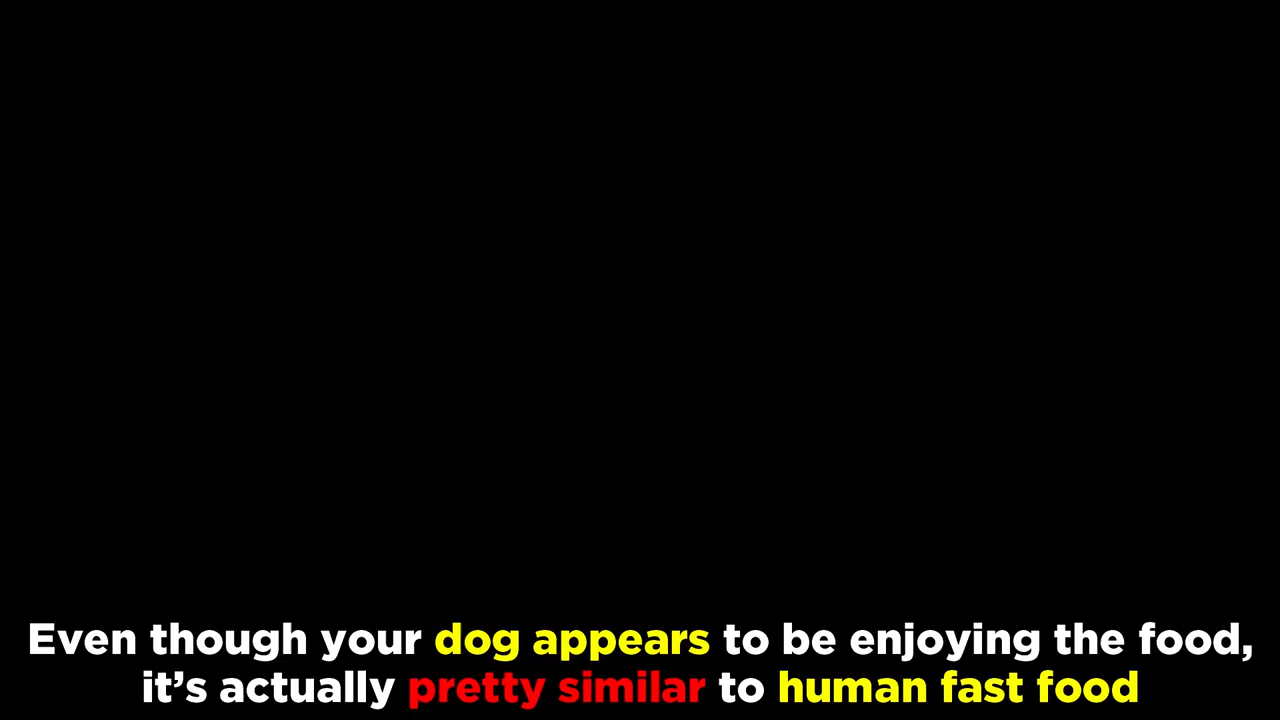 Even though your dog appears to be enjoying the food,
it’s actually pretty similar to human fast food